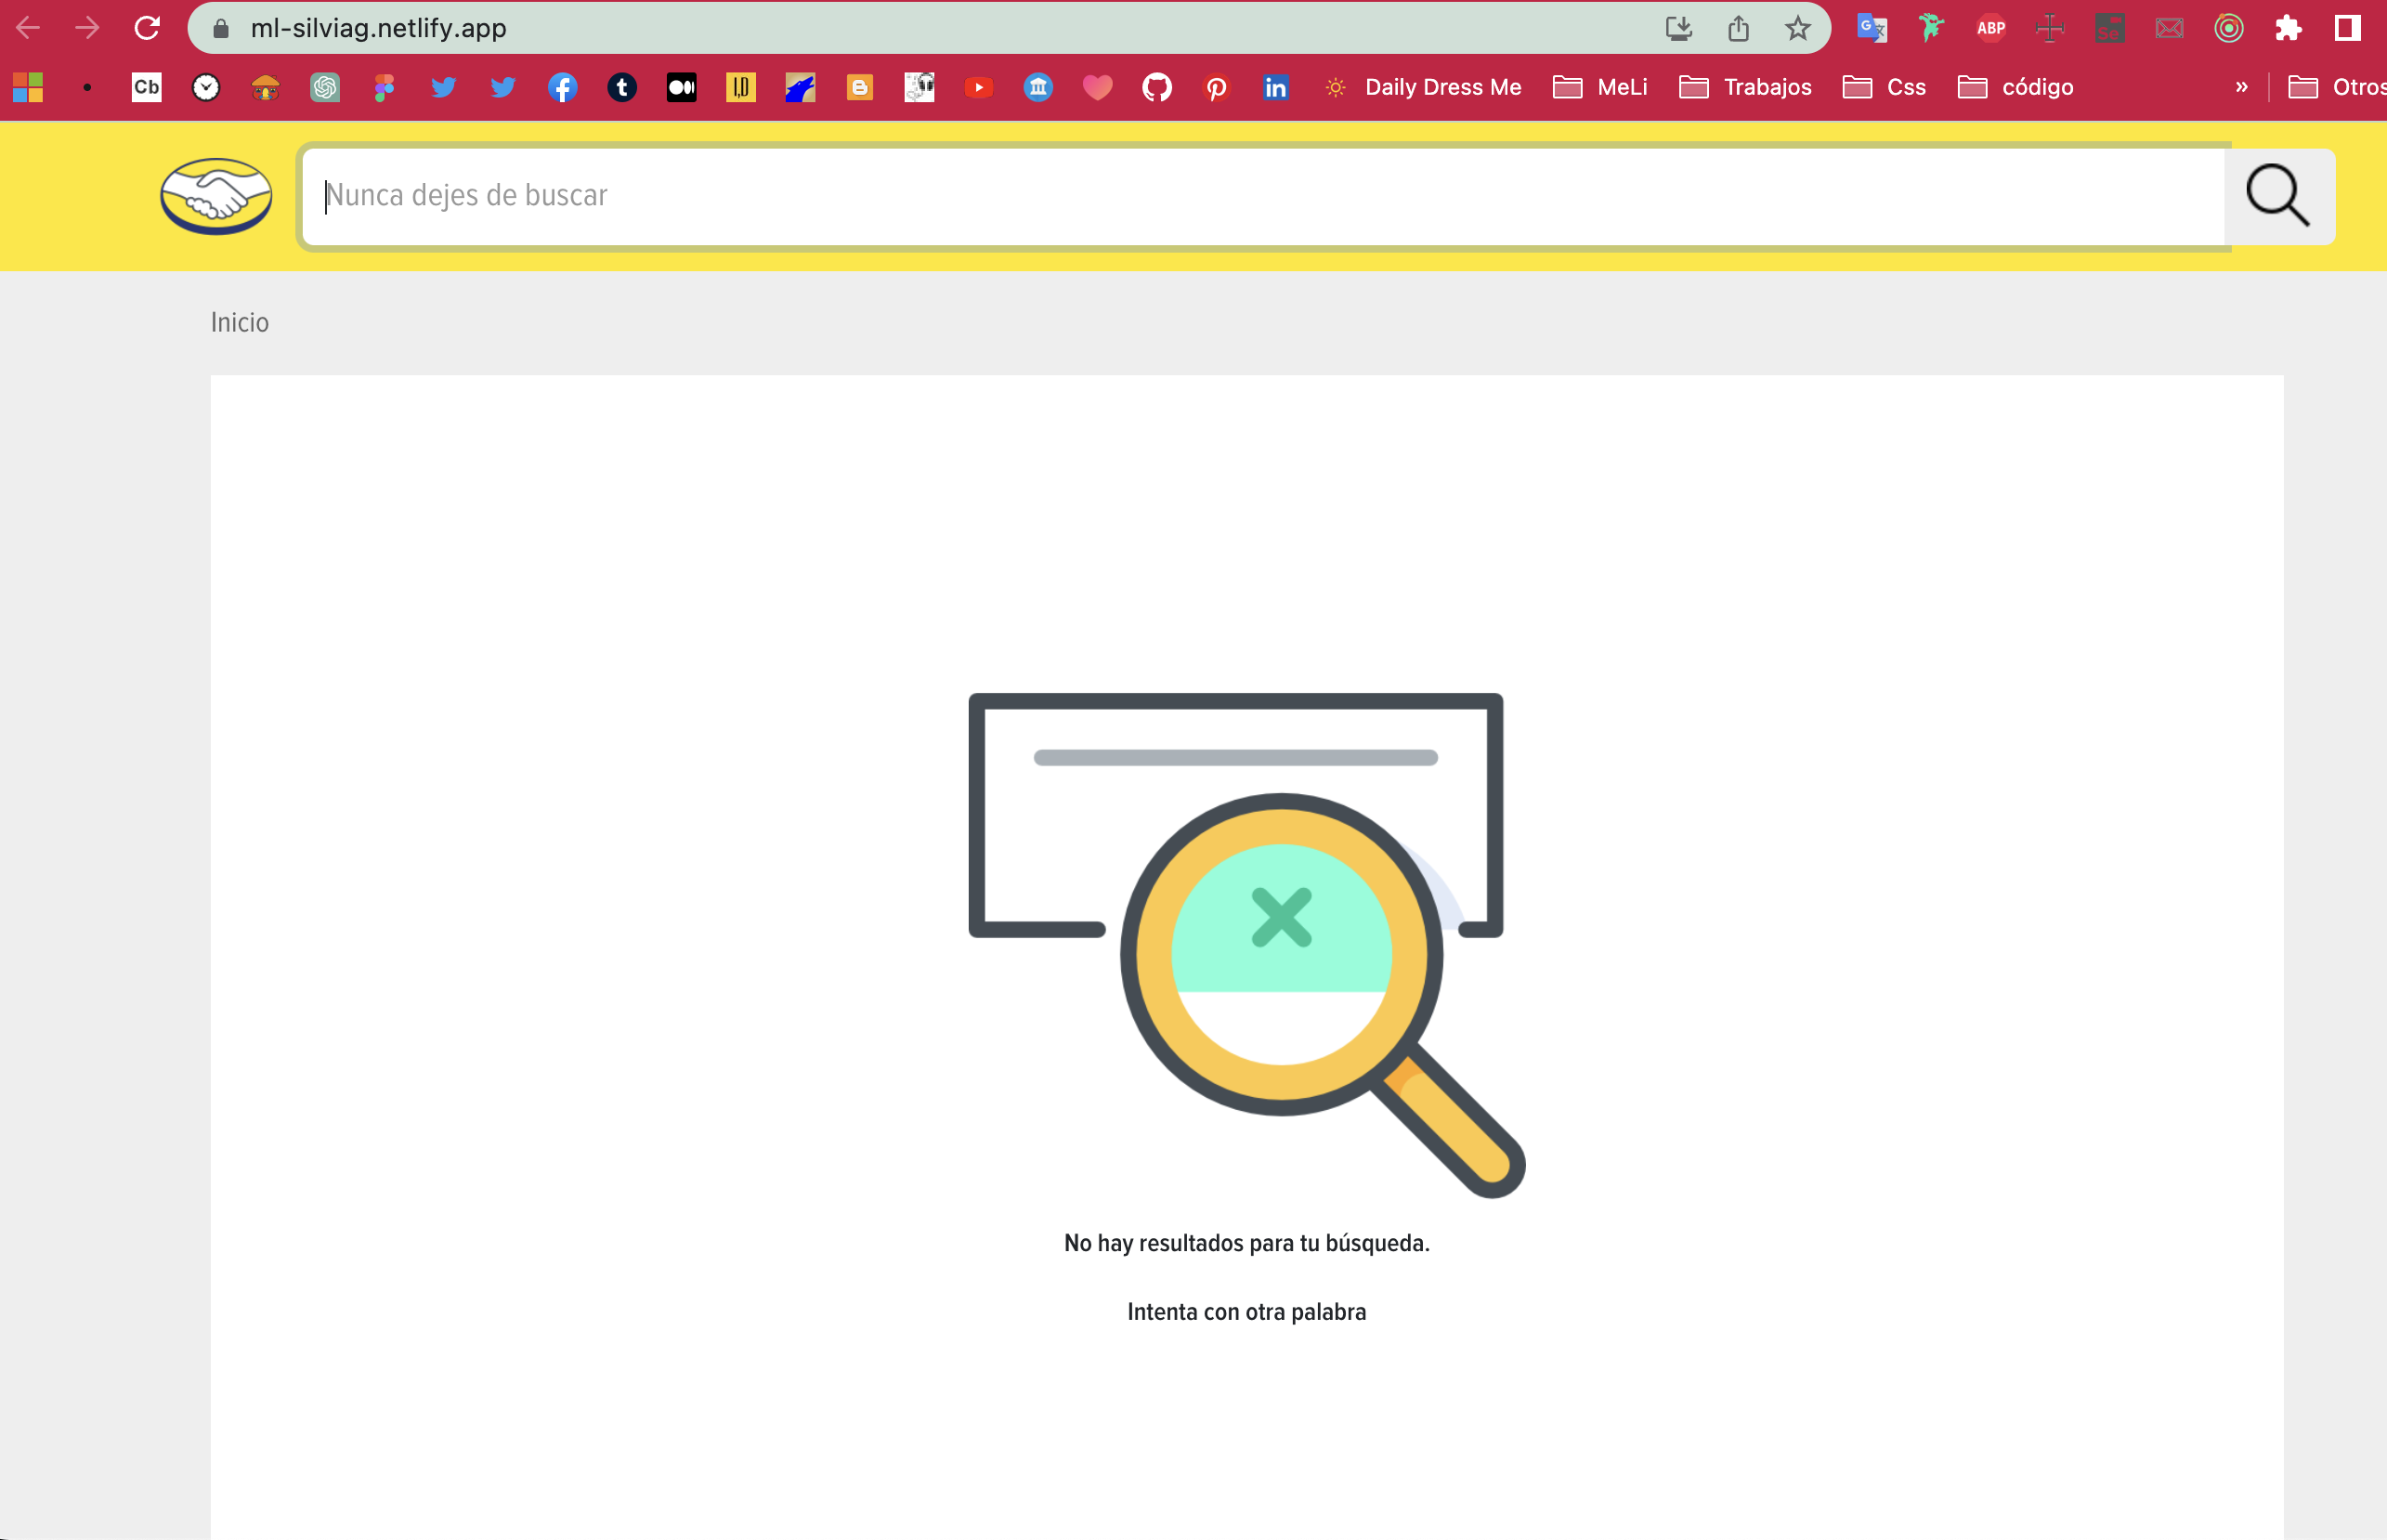 ml-silviag.netlify.app
ABP
Se
Cb
Daily Dress Me
MeLi
Trabajos
Css
código
»
Otros
Nunca dejes de buscar
Inicio
No hay resultados para tu búsqueda.
Intenta con otra palabra